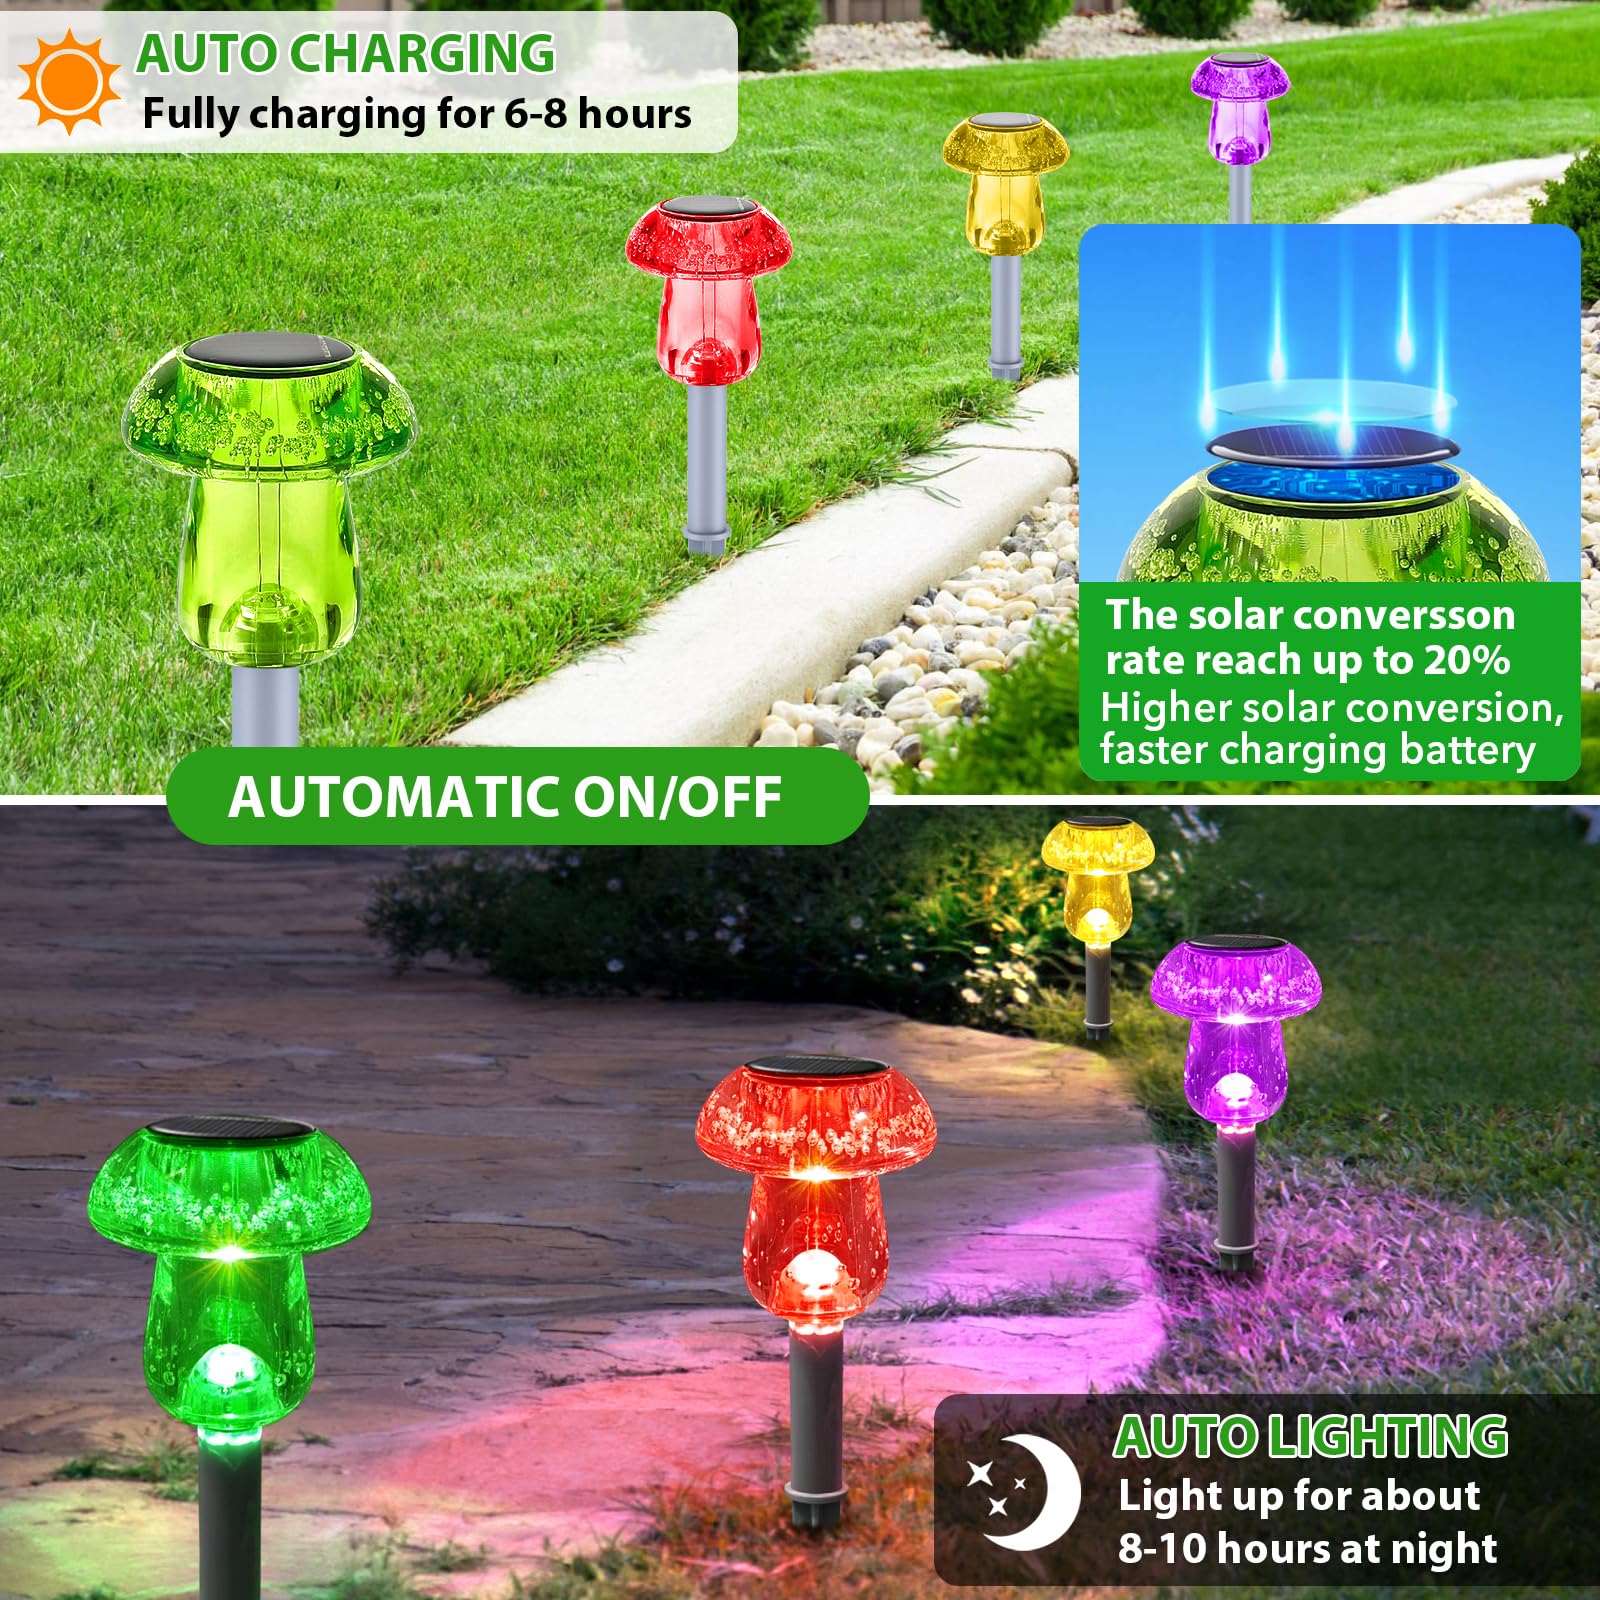 AUTO CHARGING
Fully charging for 6-8 hours
The solar conversson
rate reach up to 20%
Higher solar conversion,
faster charging battery
AUTOMATIC ON/OFF
AUTO LIGHTING
Light up for about
8-10 hours at night